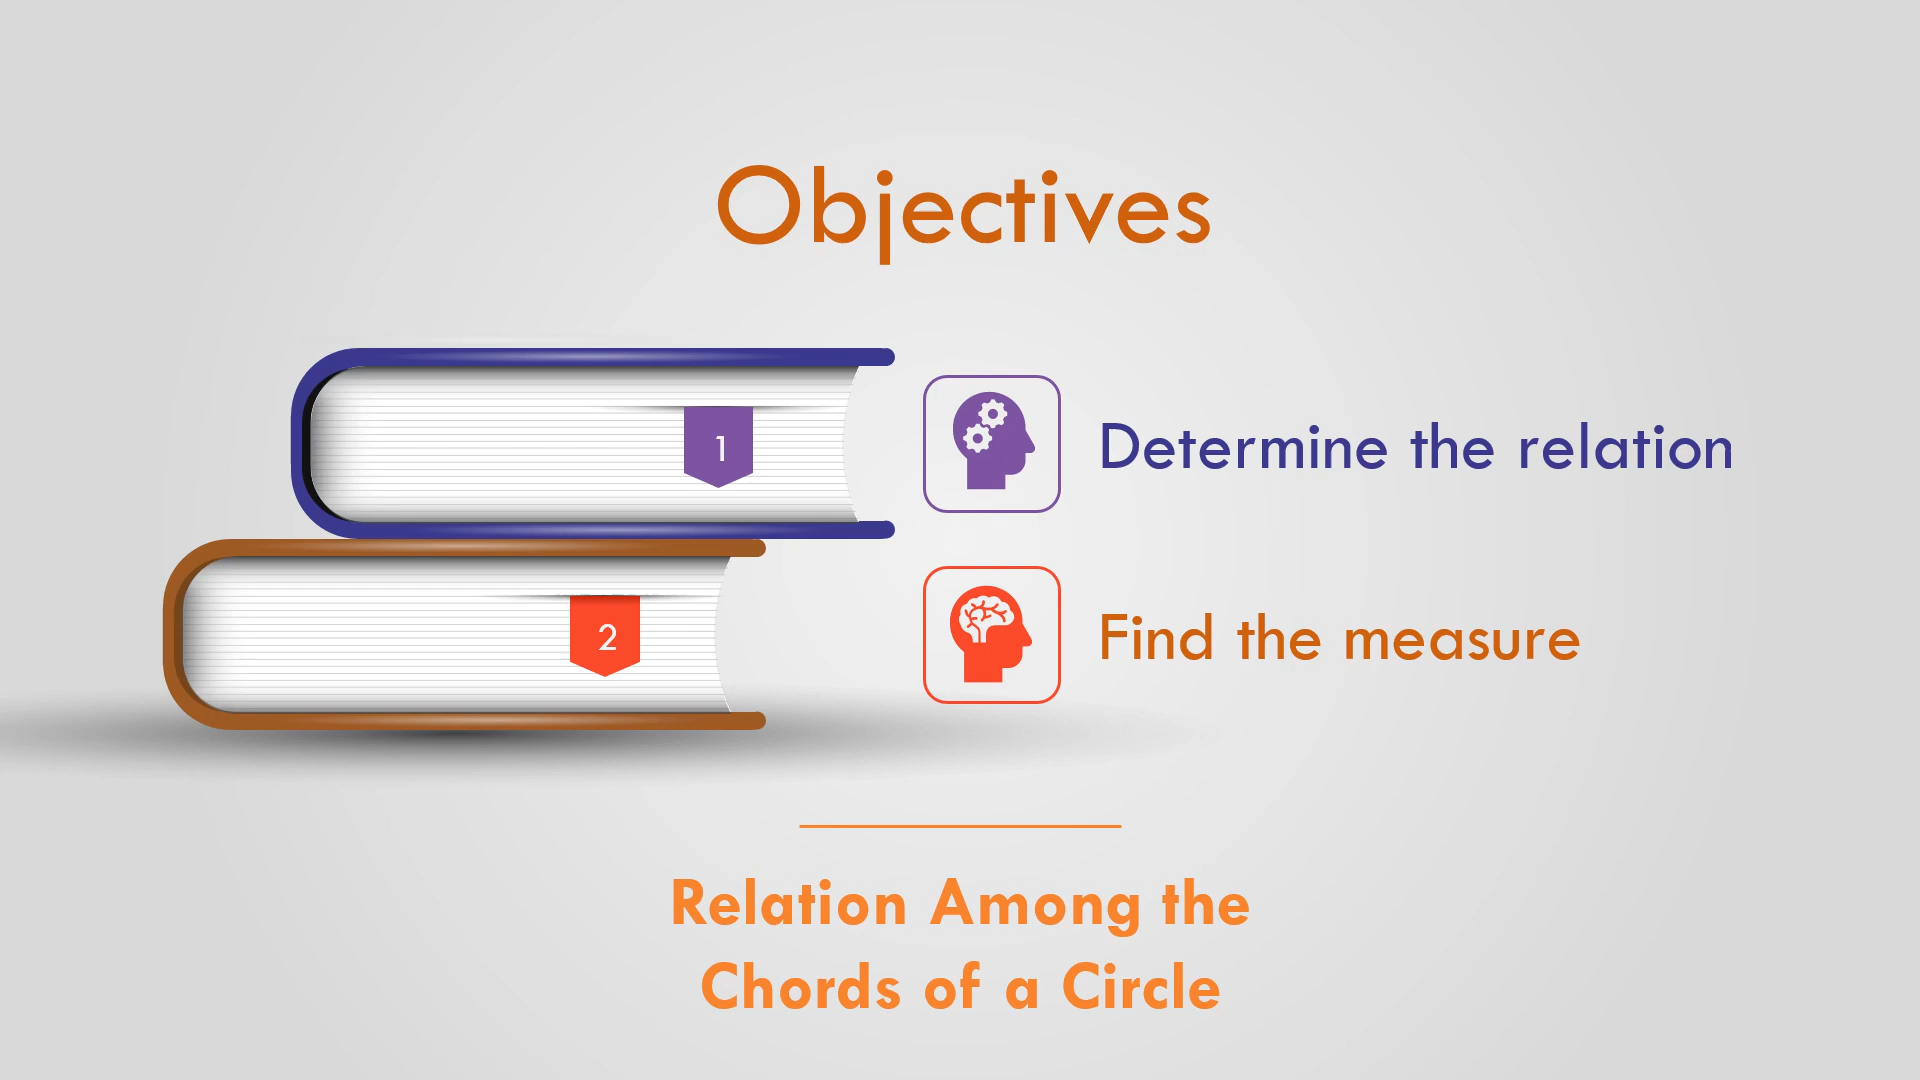 Objectives
1
Determine the relation
2
Find the measure
Relation Among the
Chords of a Circle